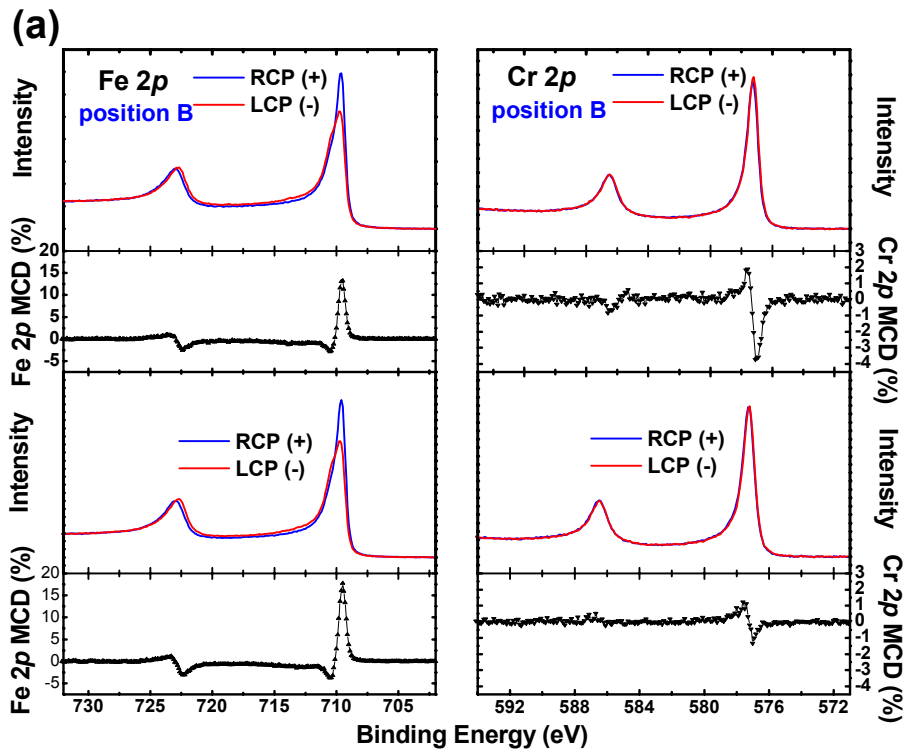 (a)
Fe 2p
position B
RCP (+)
LCP (-)
Intensity
20
Fe 2p MCD (%)
15
10
5
0
-5
Intensity
RCP (+)
LCP (-)
20
Fe 2p MCD (%)
15
10
5
0
-5
730 725 720 715 710 705
Cr 2p
position B
RCP (+)
LCP (-)
Intensity
Cr 2p MCD (%)
3
2
1
0
-1
-2
-3
-4
RCP (+)
LCP (-)
Intensity
Cr 2p MCD (%)
3
2
1
0
-1
-2
-3
-4
592 588 584 580 576 572
Binding Energy (eV)